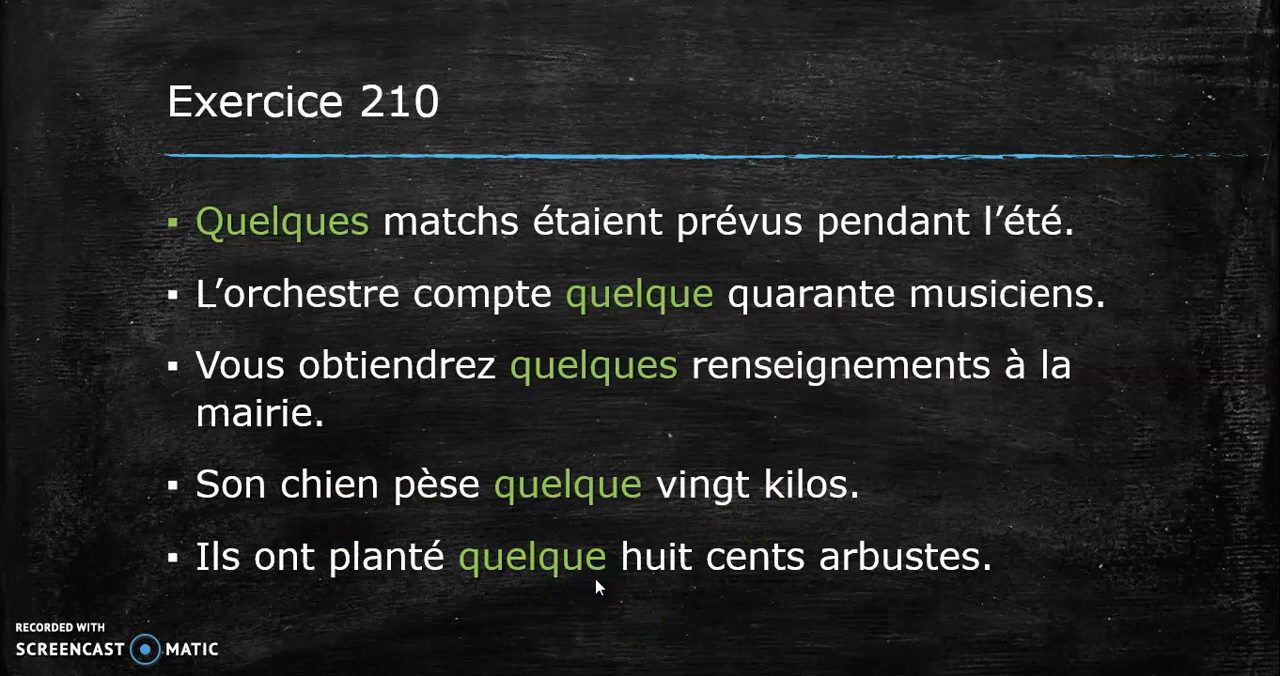 Exercice 210
▪ Quelques matchs étaient prévus pendant l’été.
▪ L’orchestre compte quelque quarante musiciens.
▪ Vous obtiendrez quelques renseignements à la
mairie.
▪ Son chien pèse quelque vingt kilos.
▪ Ils ont planté quelque huit cents arbustes.
RECORDED WITH
SCREENCAST MATIC